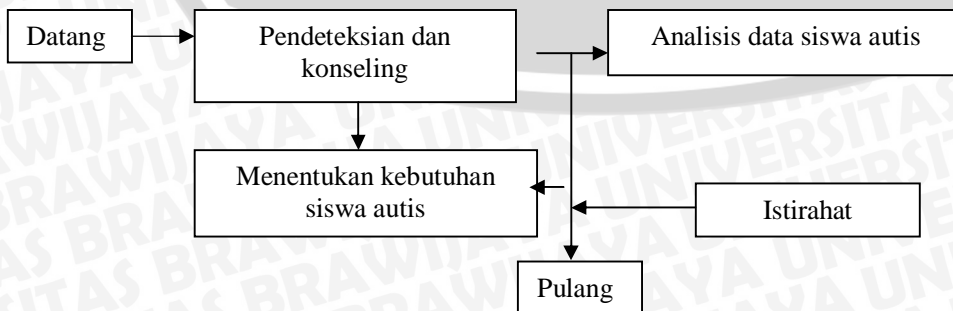 Datang
Pendeteksian dan
konseling
Analisis data siswa autis
Menentukan kebutuhan
siswa autis
Istirahat
Pulang